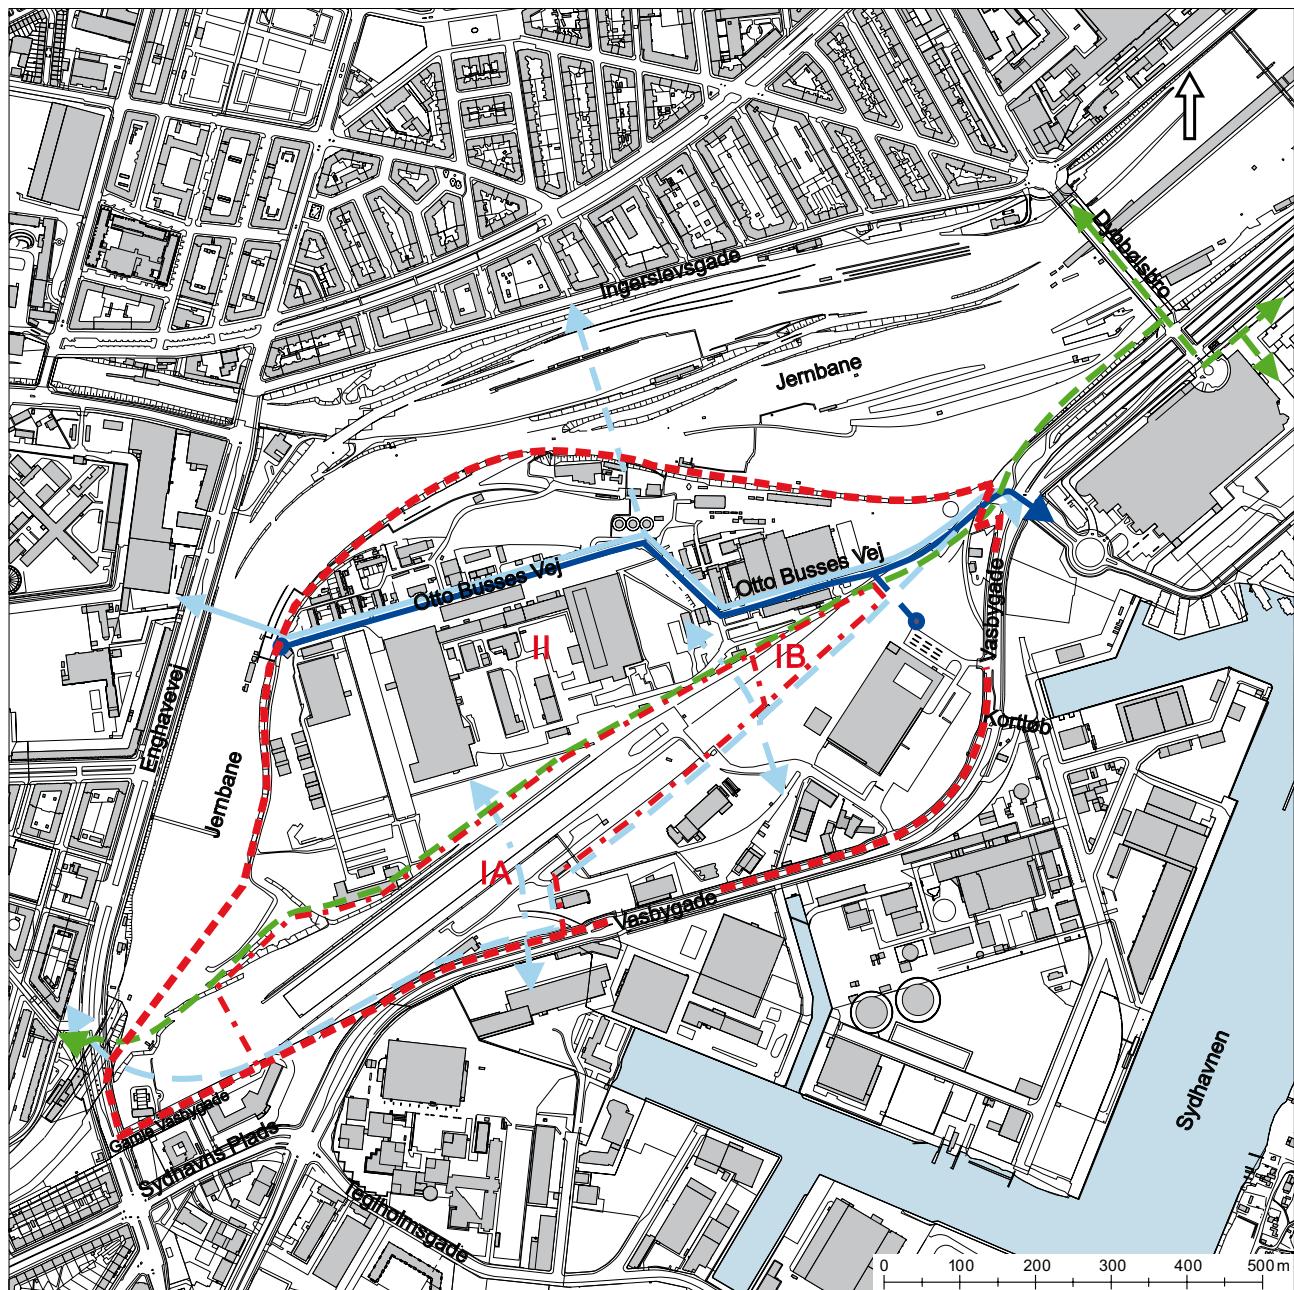 Dybbølsbro
Ingerslevsgade
Jernbane
Otto Busses Vej
Otto Busses Vej
Vasbygade
II
IB
Enghavevej
Kortløb
Jernbane
IA
Vasbygade
Sydhavnen
Gamle Vasbygade
Sydhavns Plads
Teglholmsgade
0 100 200 300 400 500 m